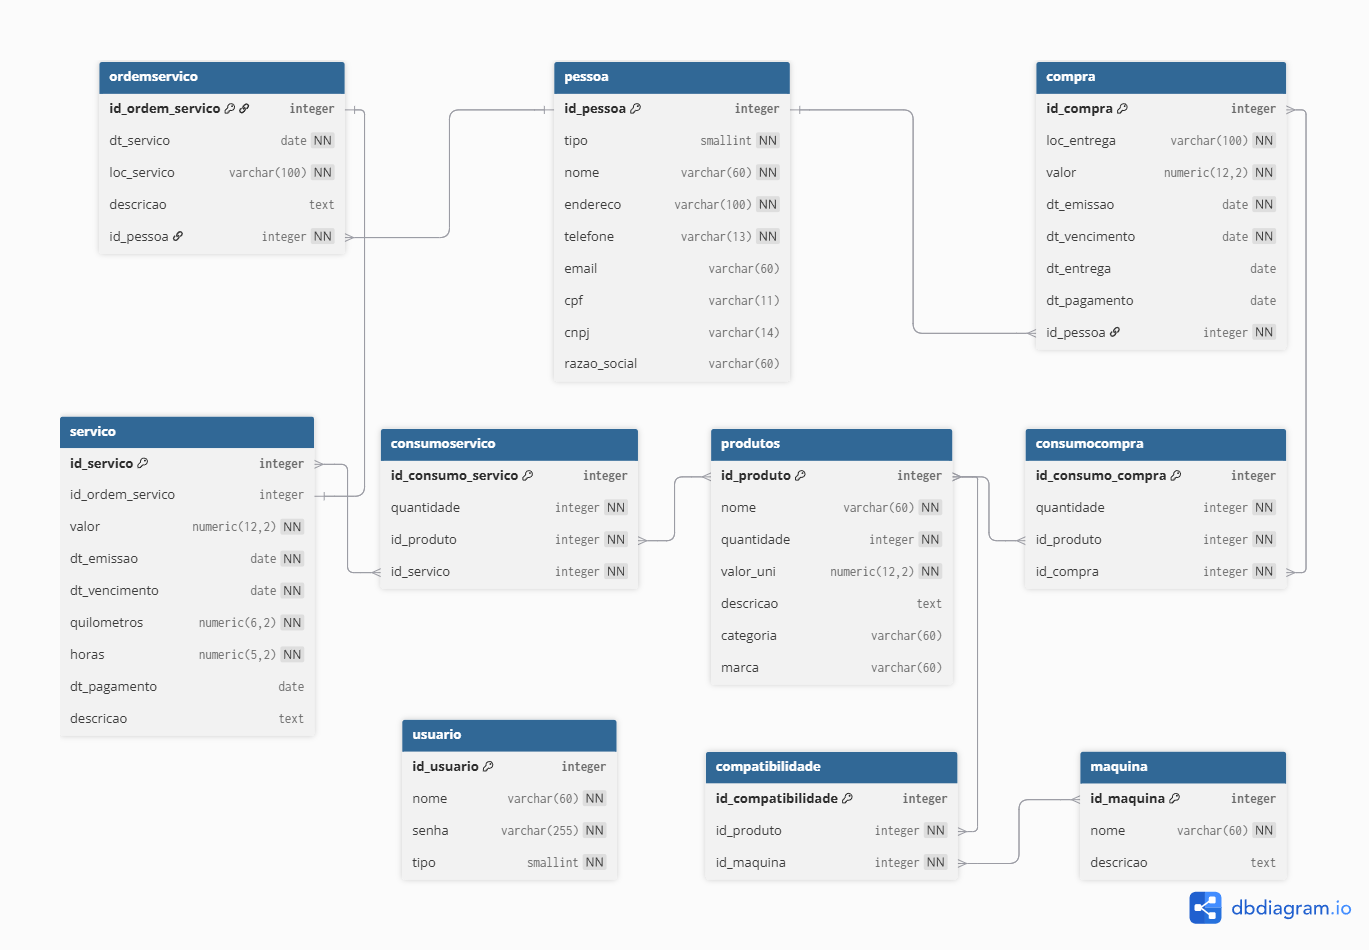 ordemservico
id_ordem_servico integer
dt_servico date NN
loc_servico varchar(100) NN
descricao text
id_pessoa integer NN
pessoa
id_pessoa integer
tipo smallint NN
nome varchar(60) NN
endereco varchar(100) NN
telefone varchar(13) NN
email varchar(60)
cpf varchar(11)
cnpj varchar(14)
razao_social varchar(60)
compra
id_compra integer
loc_entrega varchar(100) NN
valor numeric(12,2) NN
dt_emissao date NN
dt_vencimento date NN
dt_entrega date
dt_pagamento date
id_pessoa integer NN
servico
id_servico integer
id_ordem_servico integer
valor numeric(12,2) NN
dt_emissao date NN
dt_vencimento date NN
quilometros numeric(6,2) NN
horas numeric(5,2) NN
dt_pagamento date
descricao text
consumoservico
id_consumo_servico integer
quantidade integer NN
id_produto integer NN
id_servico integer NN
produtos
id_produto integer
nome varchar(60) NN
quantidade integer NN
valor_uni numeric(12,2) NN
descricao text
categoria varchar(60)
marca varchar(60)
consumocompra
id_consumo_compra integer
quantidade integer NN
id_produto integer NN
id_compra integer NN
usuario
id_usuario integer
nome varchar(60) NN
senha varchar(255) NN
tipo smallint NN
compatibilidade
id_compatibilidade integer
id_produto integer NN
id_maquina integer NN
maquina
id_maquina integer
nome varchar(60) NN
descricao text
dbdiagram.io